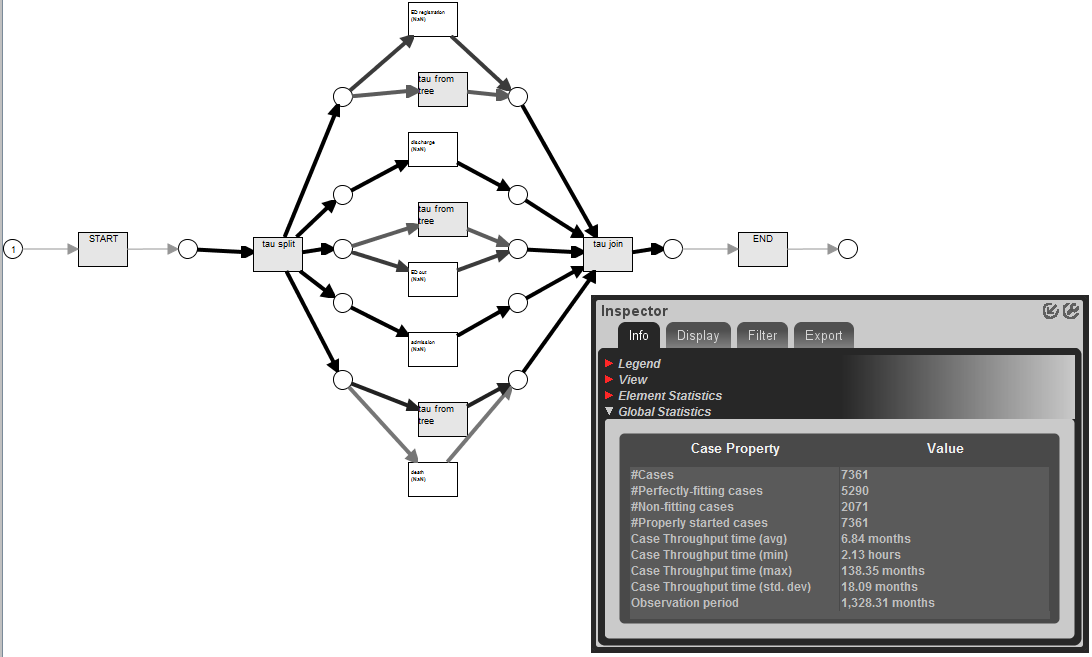 ED registration
(NaN)
tau from
tree
discharge
(NaN)
tau from
tree
1
START
tau split
tau join
END
ED out
(NaN)
admission
(NaN)
tau from
tree
death
(NaN)
Inspector
Info Display Filter Export
Legend
View
Element Statistics
Global Statistics
Case Property Value
#Cases 7361
#Perfectly-fitting cases 5290
#Non-fitting cases 2071
#Properly started cases 7361
Case Throughput time (avg) 6.84 months
Case Throughput time (min) 2.13 hours
Case Throughput time (max) 138.35 months
Case Throughput time (std. dev) 18.09 months
Observation period 1,328.31 months